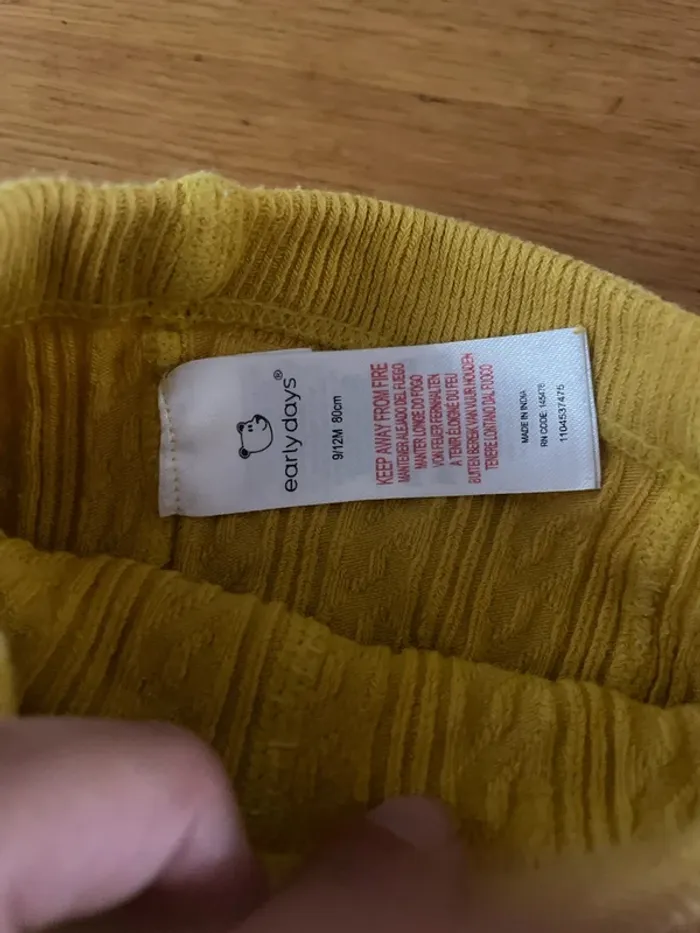 early days®
9/12M 80cm
KEEP AWAY FROM FIRE
MANTENER ALEJADO DEL FUEGO
MANTER LONGE DO FOGO
VON FEUER FERNHALTEN
A TENIR ÉLOIGNÉ DU FEU
BUITEN BEREIK VAN VUUR HOUDEN
TENERE LONTANO DAL FUOCO
MADE IN INDIA
RN CODE: 145476
1104537475